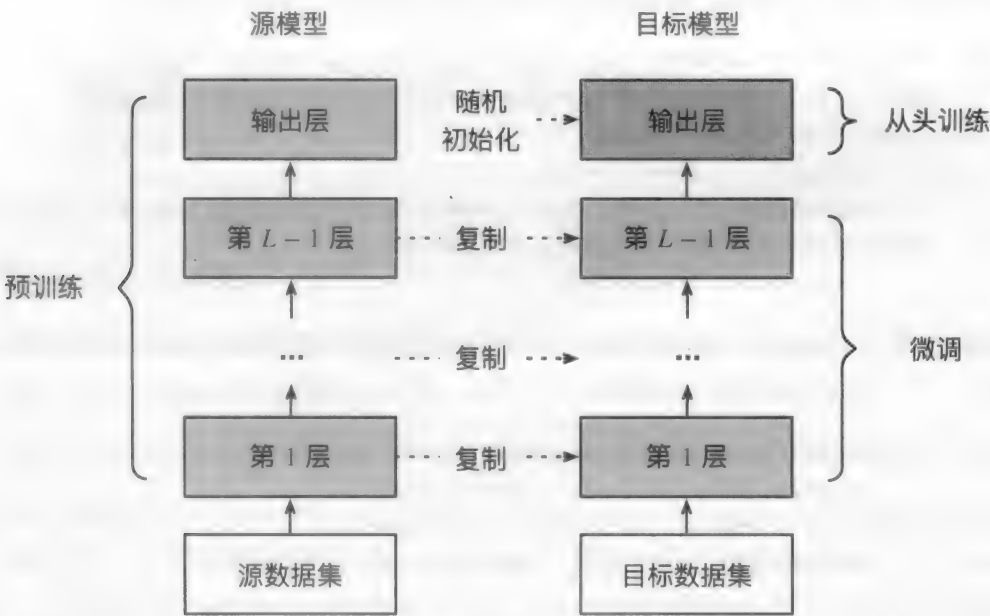 源模型
目标模型
输出层
随机
初始化
输出层
从头训练
第 L – 1 层
复制
第 L – 1 层
预训练
...
复制
...
微调
第 1 层
复制
第 1 层
源数据集
目标数据集